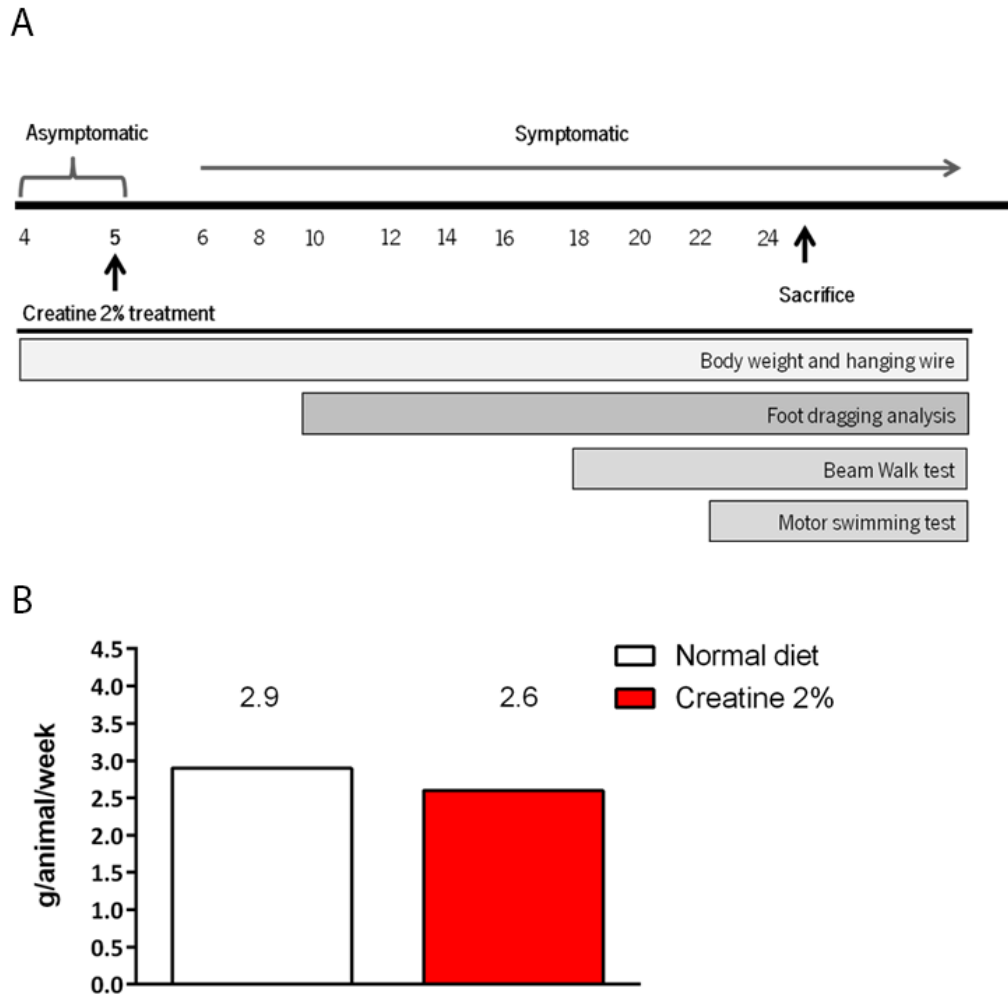 A
Asymptomatic
Symptomatic
4 5 6 8 10 12 14 16 18 20 22 24
Sacrifice
Creatine 2% treatment
Body weight and hanging wire
Foot dragging analysis
Beam Walk test
Motor swimming test
B
4.5
4.0
3.5
3.0
2.5
2.0
1.5
1.0
0.5
0.0
g/animal/week
2.9
2.6
Normal diet
Creatine 2%